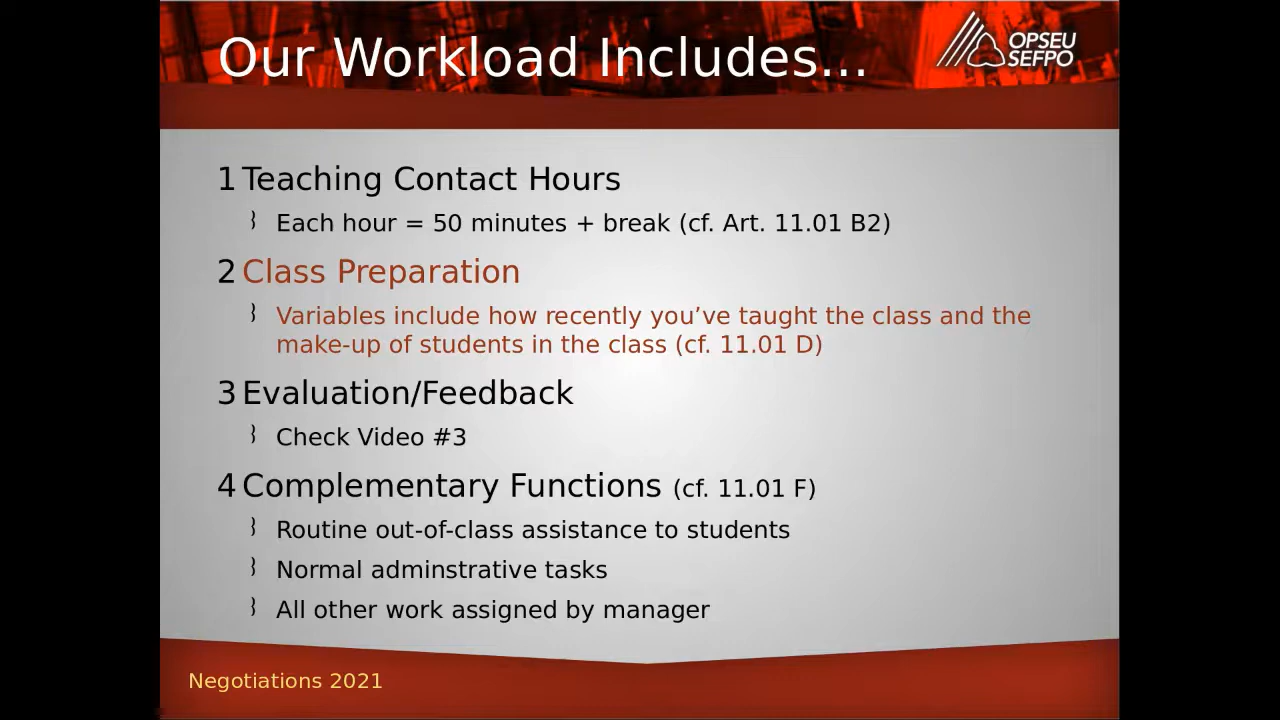 Our Workload Includes...
OPSEU
SEFPO
1 Teaching Contact Hours
Each hour = 50 minutes + break (cf. Art. 11.01 B2)
2 Class Preparation
Variables include how recently you’ve taught the class and the
make-up of students in the class (cf. 11.01 D)
3 Evaluation/Feedback
Check Video #3
4 Complementary Functions (cf. 11.01 F)
Routine out-of-class assistance to students
Normal adminstrative tasks
All other work assigned by manager
Negotiations 2021